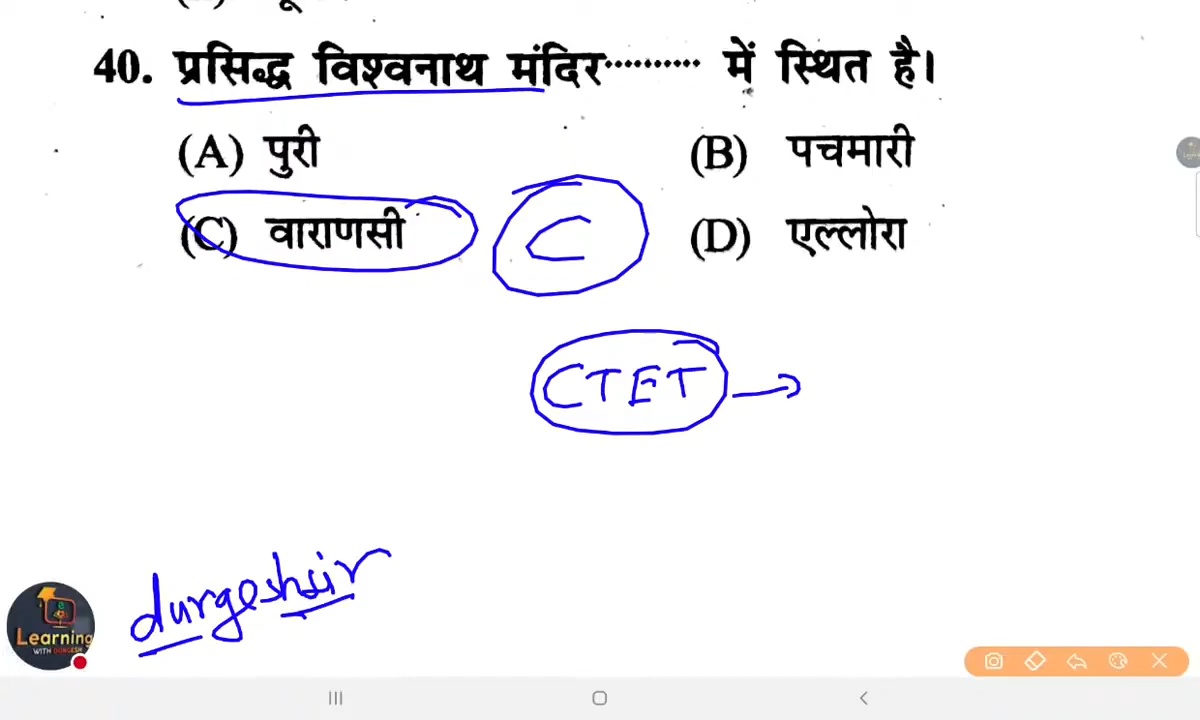 40. प्रसिद्ध विश्वनाथ मंदिर.......... में स्थित है।
(A) पुरी
(B) पचमारी
(C) वाराणसी
C
(D) एल्लोरा
CTET →
durgeshsir
Learning
WITH DURGESH